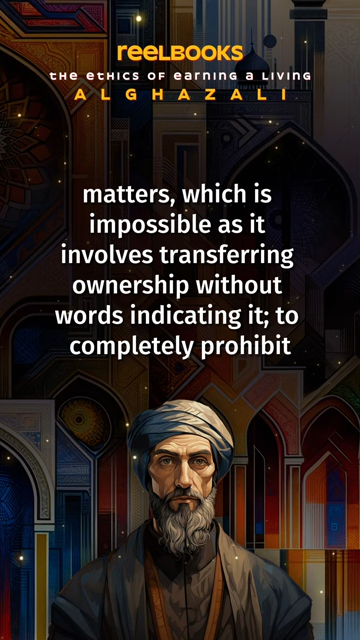 reelbooks
the ethics of earning a living
ALGHAZALI
matters, which is
impossible as it
involves transferring
ownership without
words indicating it; to
completely prohibit